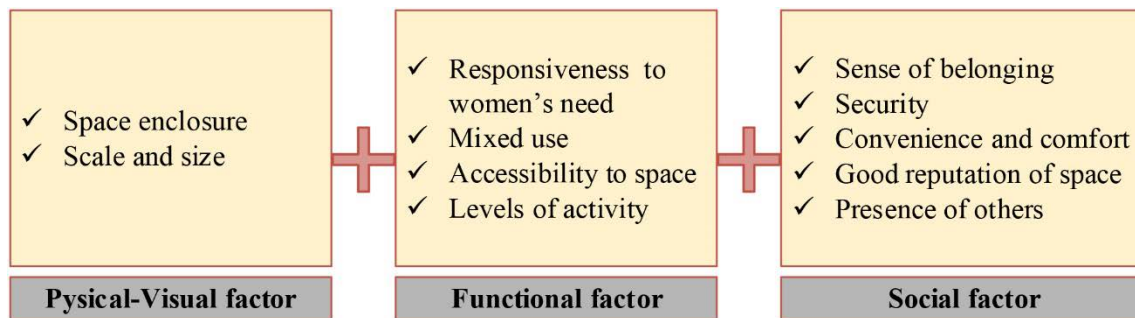 ✓ Space enclosure
✓ Scale and size
Pysical-Visual factor
✓ Responsiveness to
women's need
✓ Mixed use
✓ Accessibility to space
✓ Levels of activity
Functional factor
✓ Sense of belonging
✓ Security
✓ Convenience and comfort
✓ Good reputation of space
✓ Presence of others
Social factor